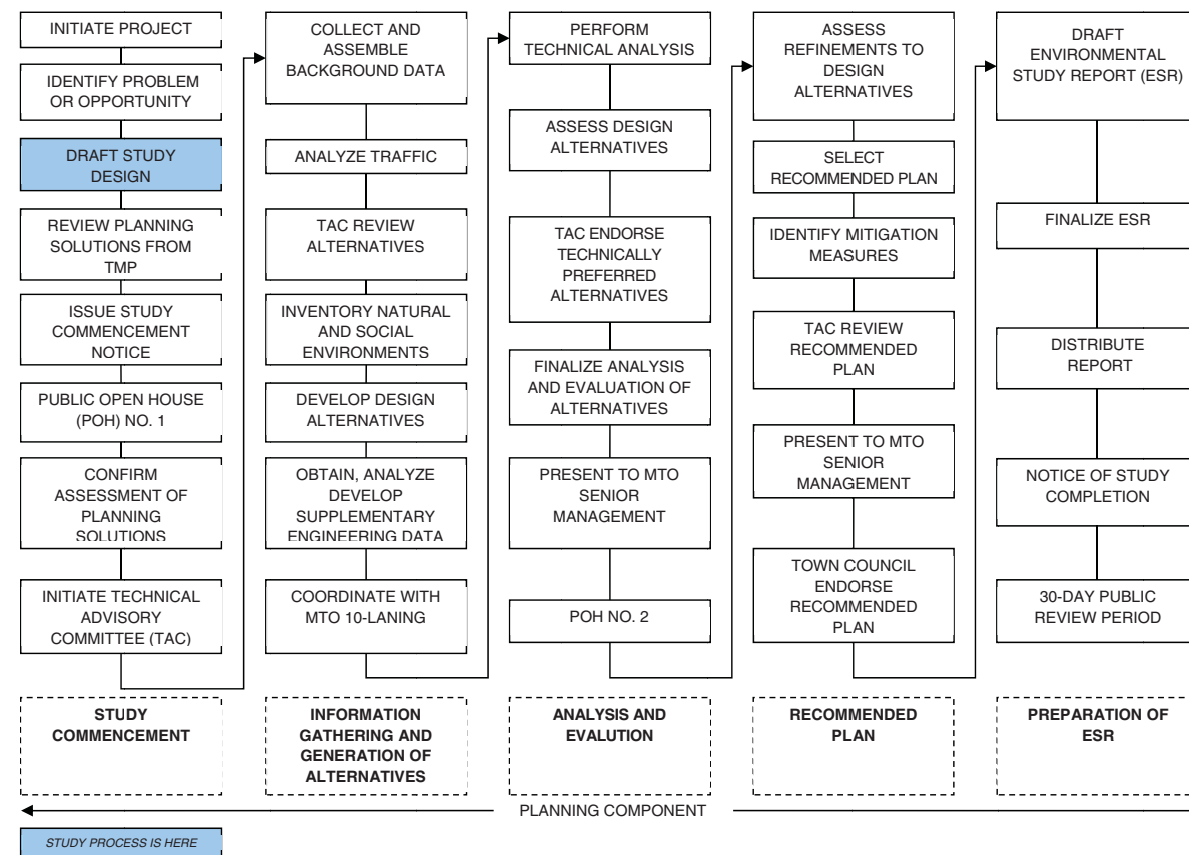 INITIATE PROJECT
IDENTIFY PROBLEM
OR OPPORTUNITY
DRAFT STUDY
DESIGN
REVIEW PLANNING
SOLUTIONS FROM
TMP
ISSUE STUDY
COMMENCEMENT
NOTICE
PUBLIC OPEN HOUSE
(POH) NO. 1
CONFIRM
ASSESSMENT OF
PLANNING
SOLUTIONS
INITIATE TECHNICAL
ADVISORY
COMMITTEE (TAC)
STUDY
COMMENCEMENT
COLLECT AND
ASSEMBLE
BACKGROUND DATA
ANALYZE TRAFFIC
TAC REVIEW
ALTERNATIVES
INVENTORY NATURAL
AND SOCIAL
ENVIRONMENTS
DEVELOP DESIGN
ALTERNATIVES
OBTAIN, ANALYZE
DEVELOP
SUPPLEMENTARY
ENGINEERING DATA
COORDINATE WITH
MTO 10-LANING
INFORMATION
GATHERING AND
GENERATION OF
ALTERNATIVES
PERFORM
TECHNICAL ANALYSIS
ASSESS DESIGN
ALTERNATIVES
TAC ENDORSE
TECHNICALLY
PREFERRED
ALTERNATIVES
FINALIZE ANALYSIS
AND EVALUATION OF
ALTERNATIVES
PRESENT TO MTO
SENIOR
MANAGEMENT
POH NO. 2
ANALYSIS AND
EVALUTION
ASSESS
REFINEMENTS TO
DESIGN
ALTERNATIVES
SELECT
RECOMMENDED PLAN
IDENTIFY MITIGATION
MEASURES
TAC REVIEW
RECOMMENDED
PLAN
PRESENT TO MTO
SENIOR
MANAGEMENT
TOWN COUNCIL
ENDORSE
RECOMMENDED
PLAN
RECOMMENDED
PLAN
DRAFT
ENVIRONMENTAL
STUDY REPORT (ESR)
FINALIZE ESR
DISTRIBUTE
REPORT
NOTICE OF STUDY
COMPLETION
30-DAY PUBLIC
REVIEW PERIOD
PREPARATION OF
ESR
PLANNING COMPONENT
STUDY PROCESS IS HERE